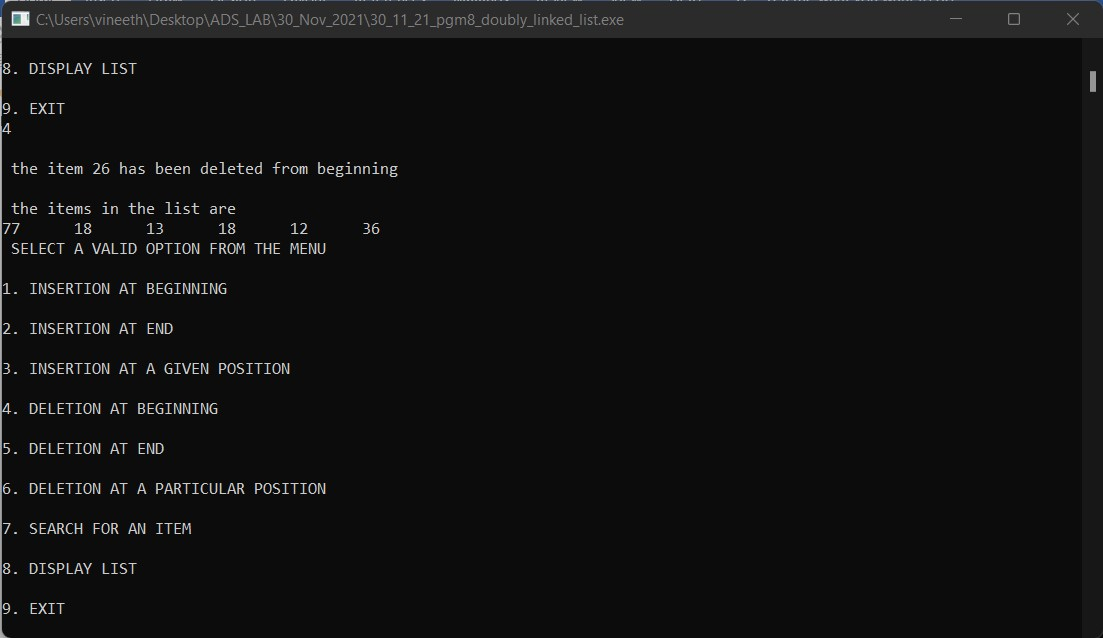 C:\Users\vineeth\Desktop\ADS_LAB\30_Nov_2021\30_11_21_pgm8_doubly_linked_list.exe
8. DISPLAY LIST
9. EXIT
4
the item 26 has been deleted from beginning
the items in the list are
77 18 13 18 12 36
SELECT A VALID OPTION FROM THE MENU
1. INSERTION AT BEGINNING
2. INSERTION AT END
3. INSERTION AT A GIVEN POSITION
4. DELETION AT BEGINNING
5. DELETION AT END
6. DELETION AT A PARTICULAR POSITION
7. SEARCH FOR AN ITEM
8. DISPLAY LIST
9. EXIT